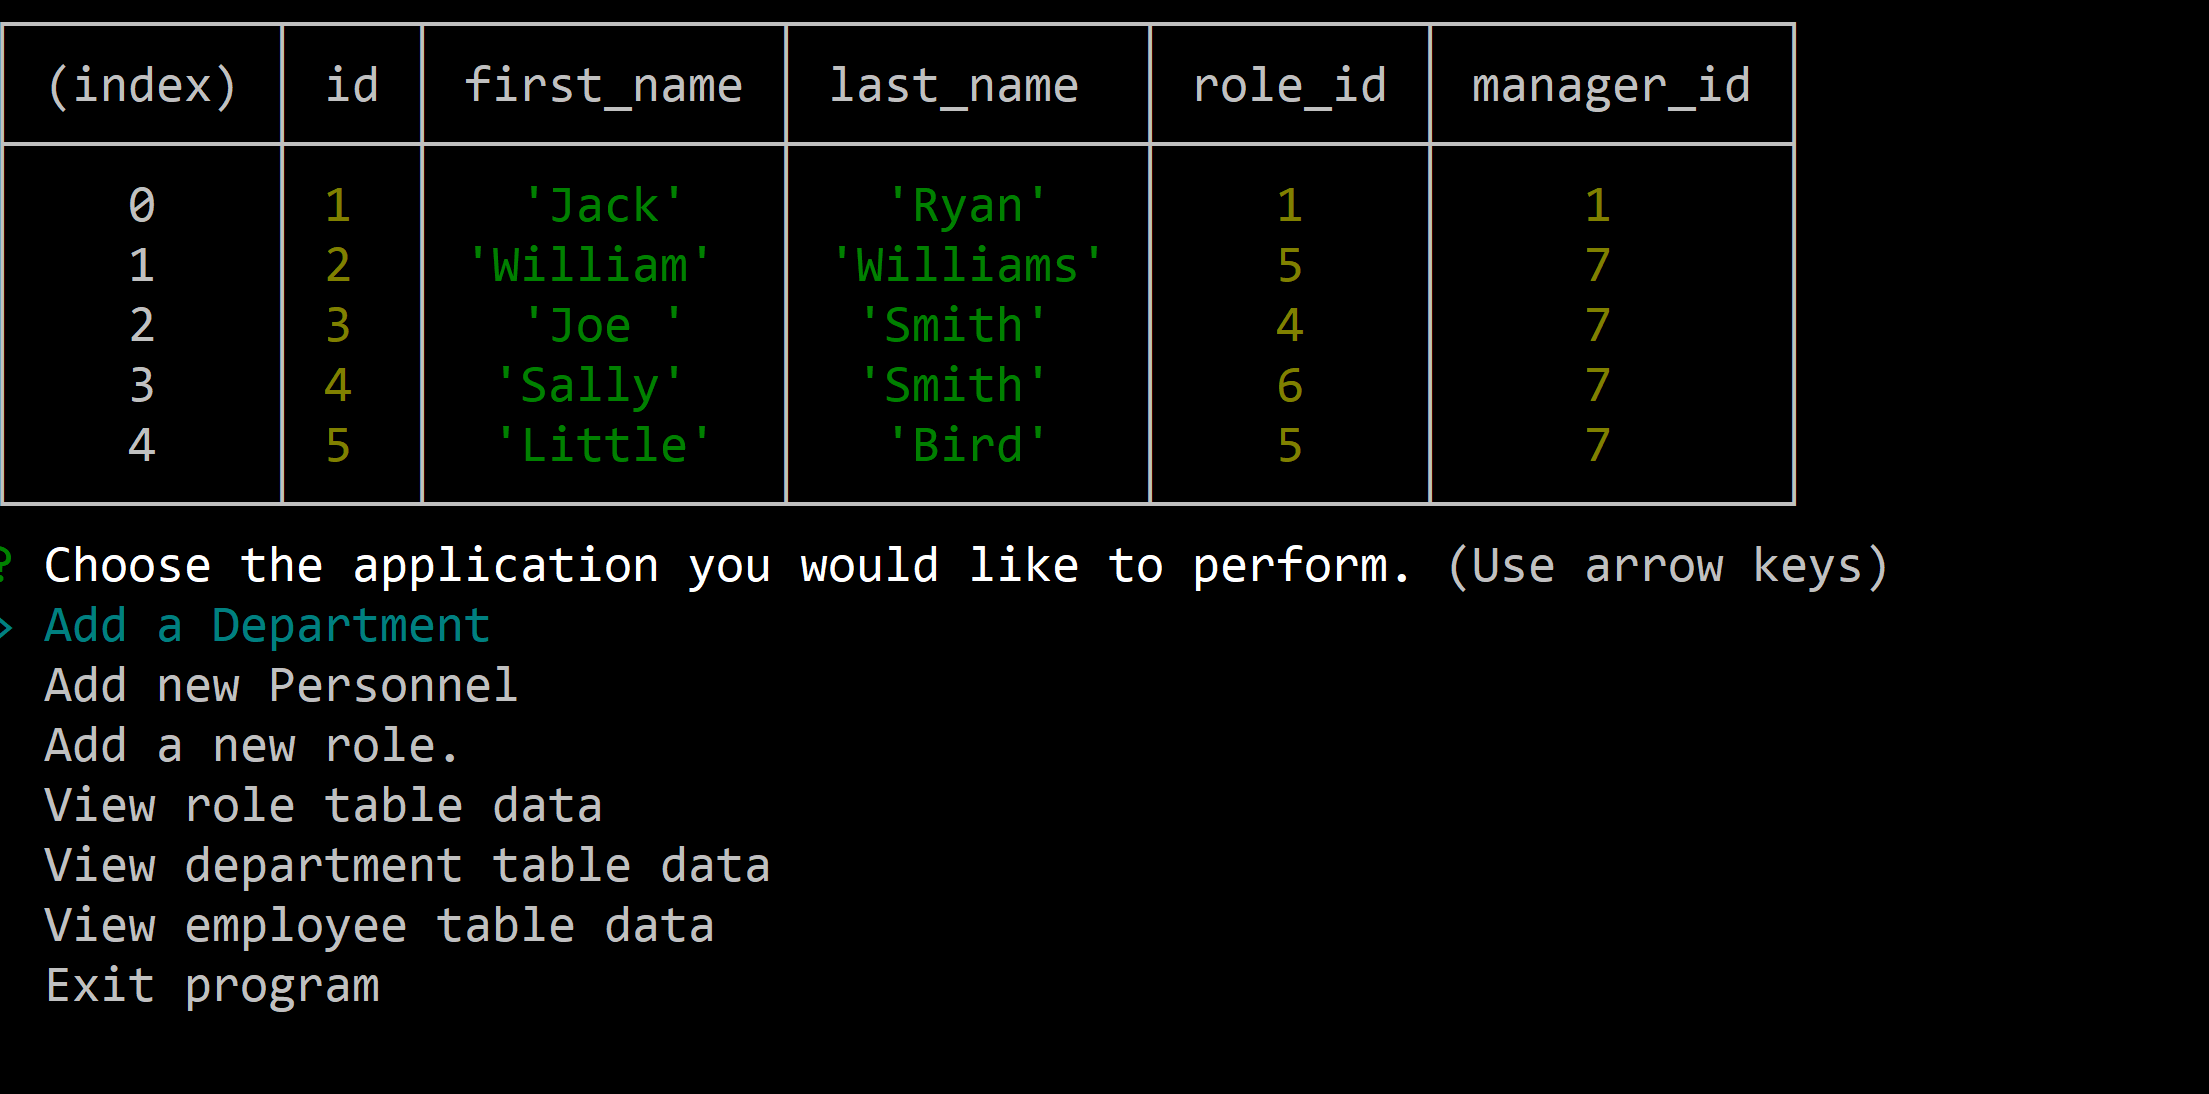 (index) id first_name last_name role_id manager_id
0 1 'Jack' 'Ryan' 1 1
1 2 'William' 'Williams' 5 7
2 3 'Joe ' 'Smith' 4 7
3 4 'Sally' 'Smith' 6 7
4 5 'Little' 'Bird' 5 7
? Choose the application you would like to perform. (Use arrow keys)
> Add a Department
Add new Personnel
Add a new role.
View role table data
View department table data
View employee table data
Exit program